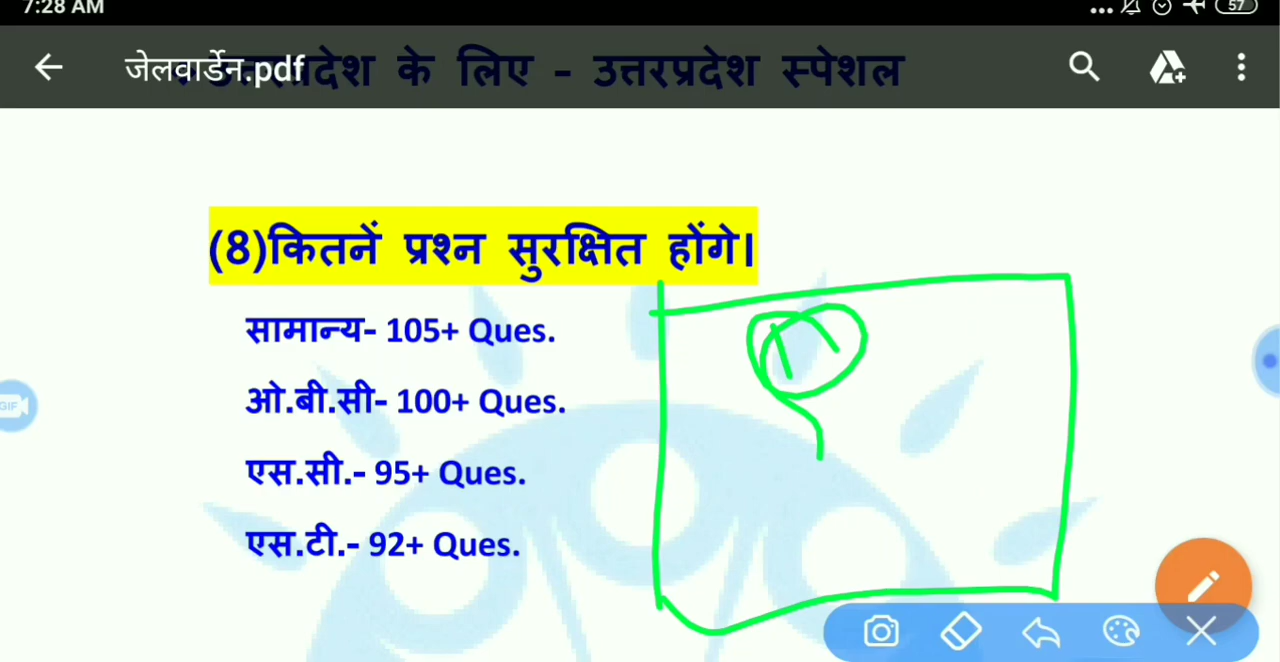 7:28 AM
57
जेलवार्डेन.pdf
के लिए - उत्तरप्रदेश स्पेशल
(8)कितनें प्रश्न सुरक्षित होंगे।
सामान्य- 105+ Ques.
ओ.बी.सी- 100+ Ques.
एस.सी.- 95+ Ques.
एस.टी.- 92+ Ques.
GIF